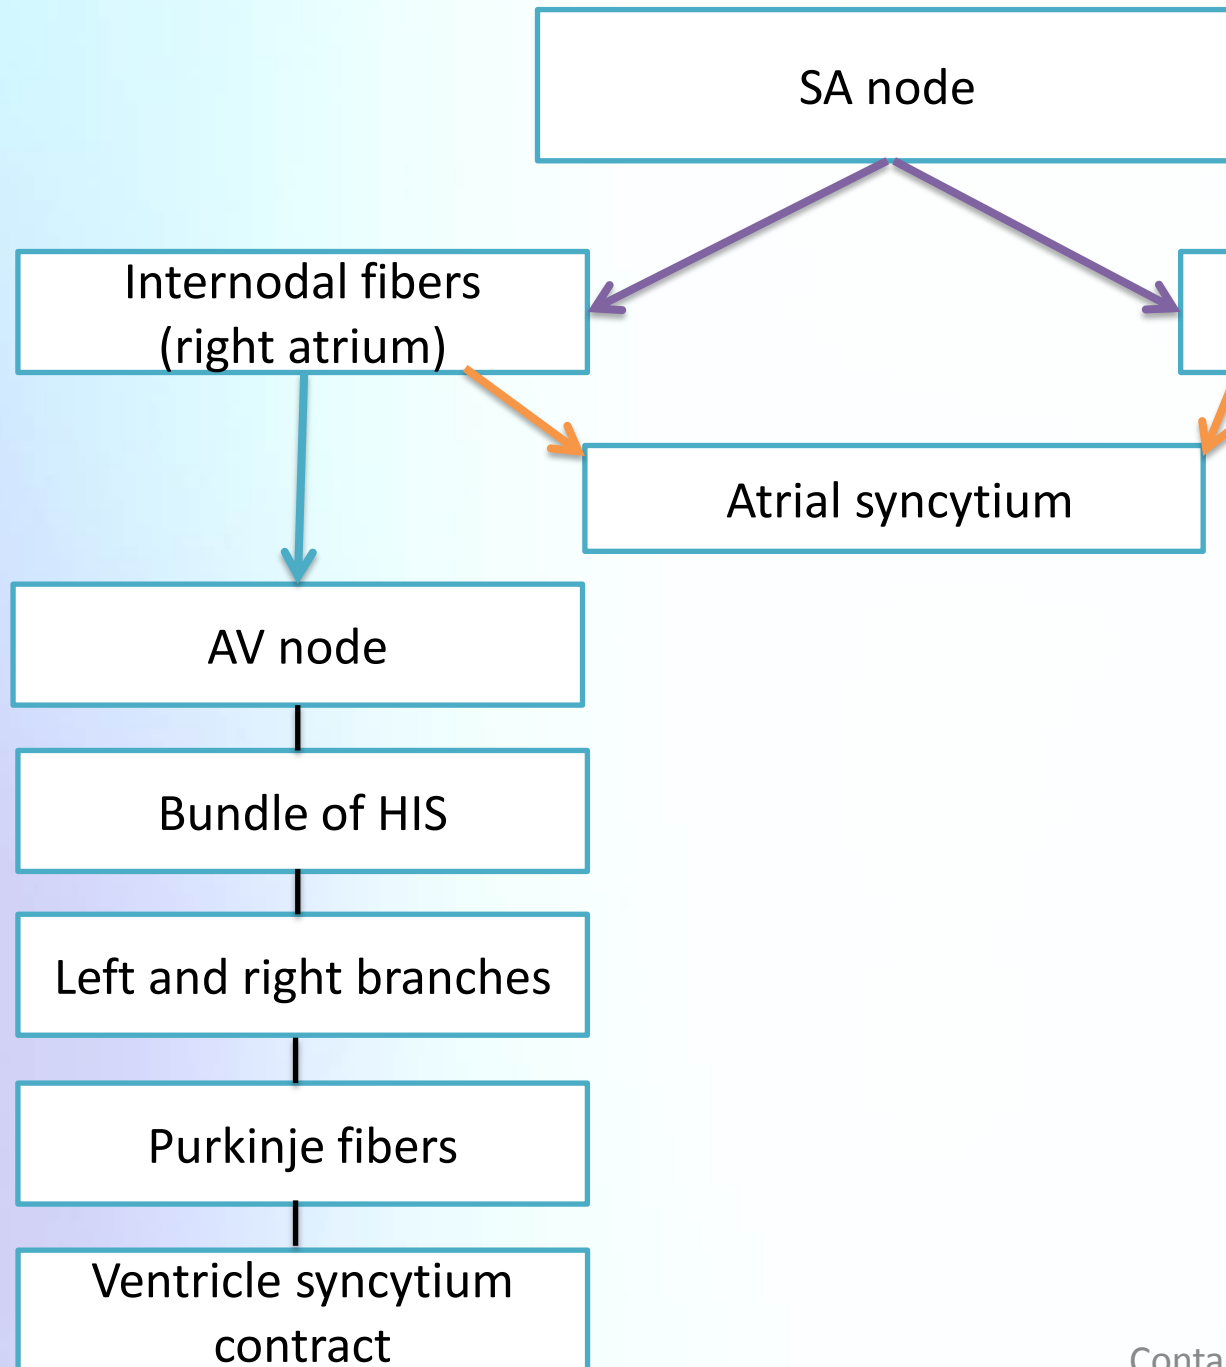 SA node
Internodal fibers
(right atrium)
Atrial syncytium
AV node
Bundle of HIS
Left and right branches
Purkinje fibers
Ventricle syncytium
contract